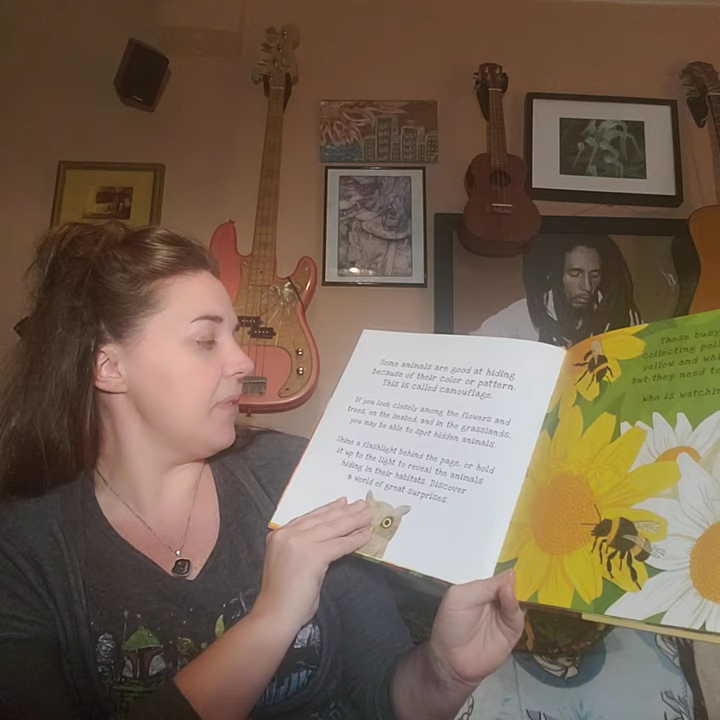 Some animals are good at hiding
because of their color or pattern.
This is called camouflage.
If you look closely among the flowers and
trees, on the seabed, and in the grasslands,
you may be able to spot hidden animals.
Shine a flashlight behind the page, or hold
it up to the light to reveal the animals
hiding in their habitats. Discover
a world of great surprises.
These busy
collecting
yellow and
but they need to
Who is